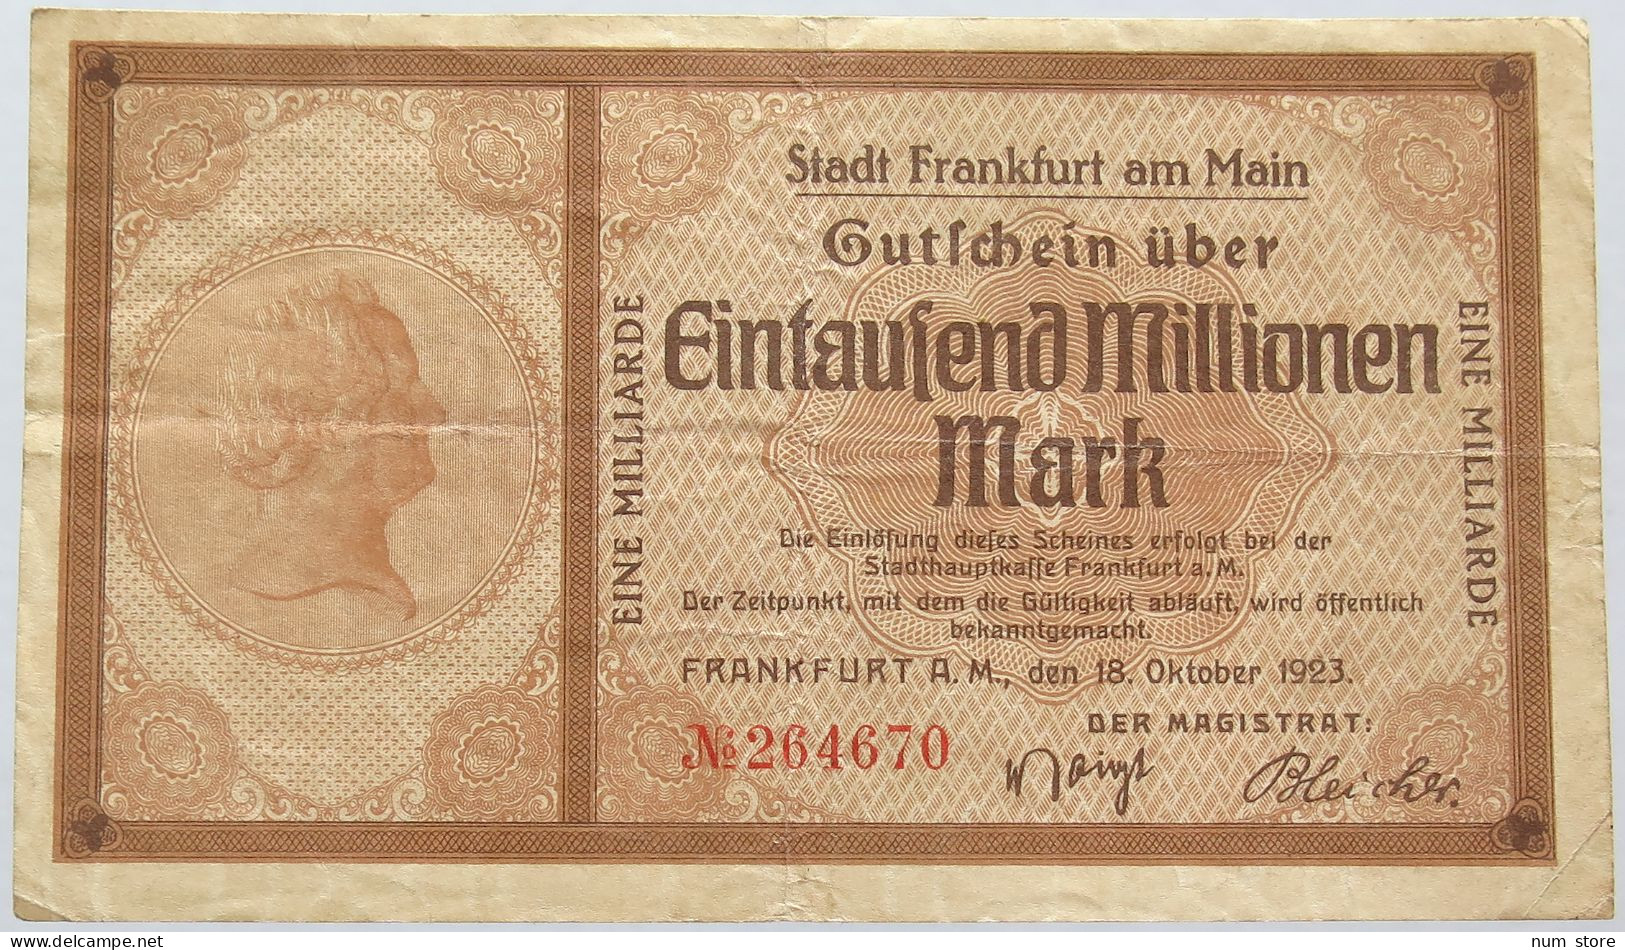 Stadt Frankfurt am Main
Gutſchein über
Eintauſend Millionen
Mark
EINE MILLIARDE
EINE MILLIARDE
Die Einlöſung dieſes Scheines erfolgt bei der
Stadthauptkaſſe Frankfurt a. M.
Der Zeitpunkt, mit dem die Gültigkeit abläuft, wird öffentlich
bekanntgemacht.
FRANKFURT A. M., den 18. Oktober 1923.
DER MAGISTRAT:
№ 264670
Voigt
Bleicher.
delcampe.net
num store